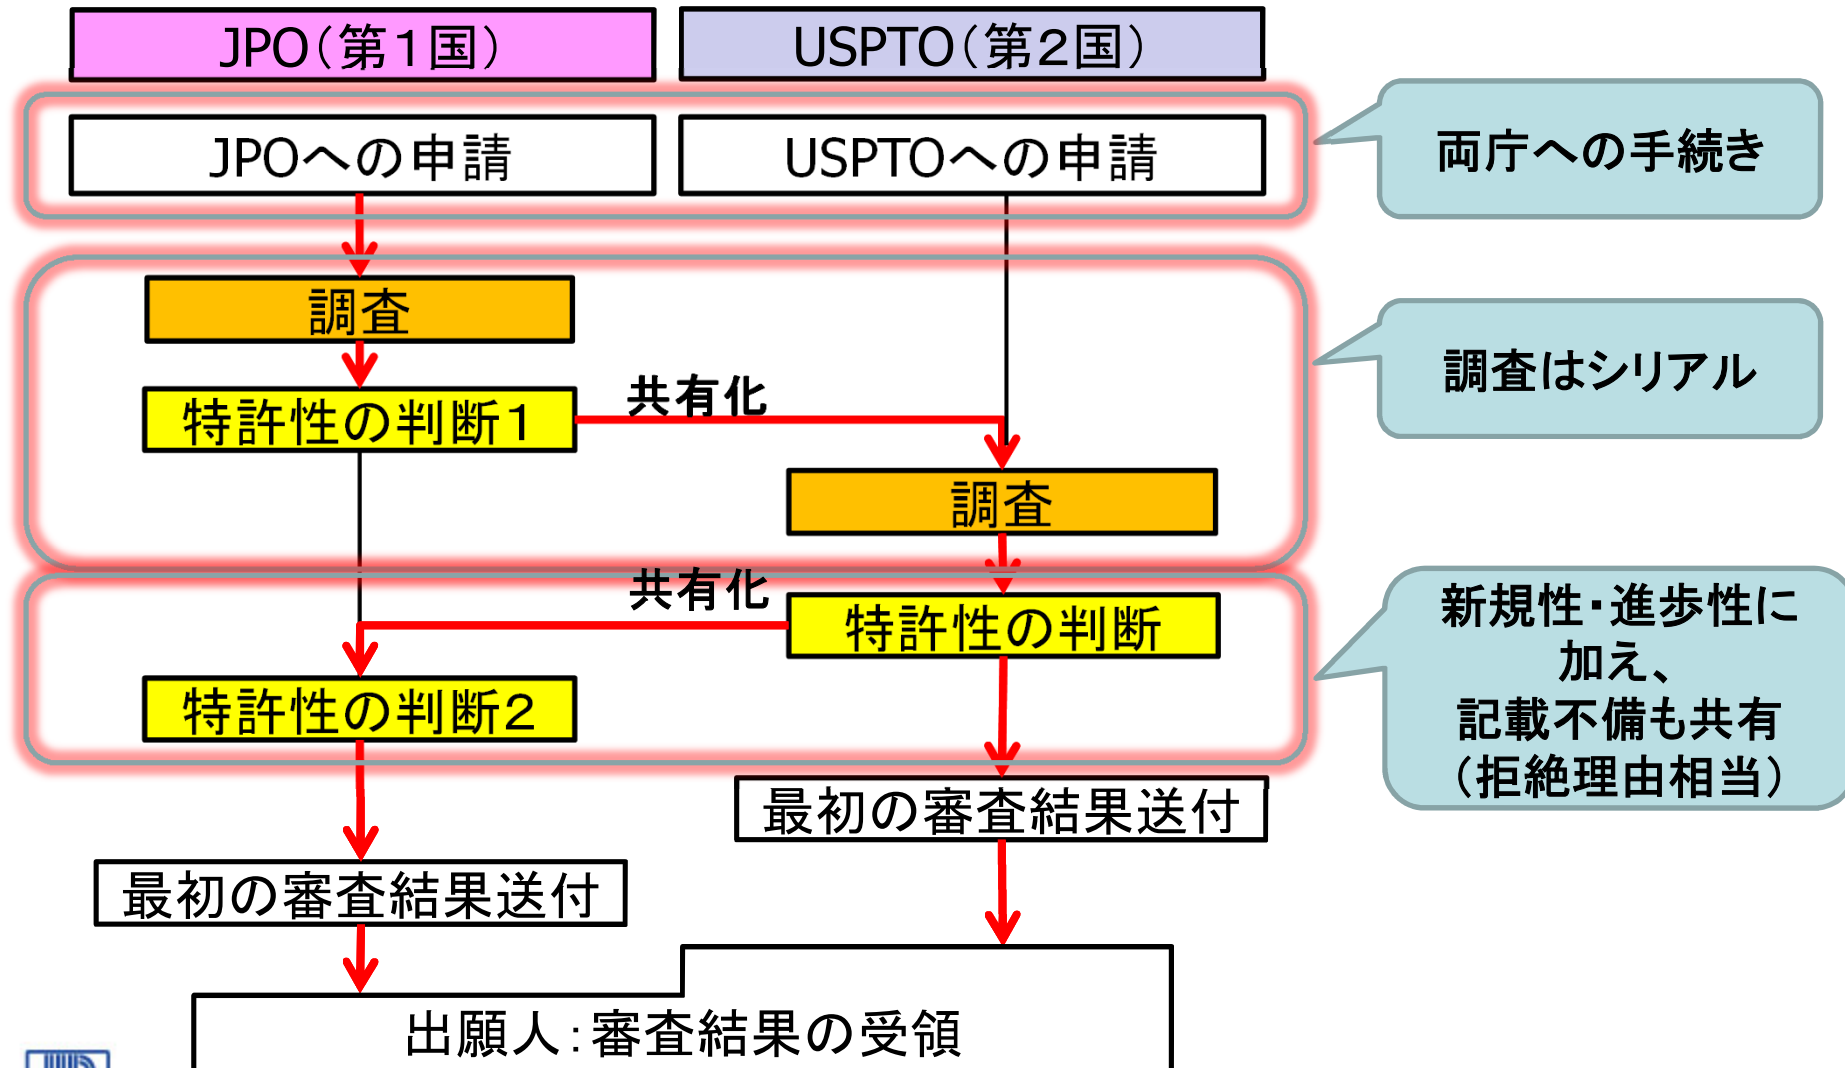 JPO(第１国)
USPTO(第２国)
JPOへの申請
USPTOへの申請
両庁への手続き
調査
調査はシリアル
共有化
特許性の判断１
調査
共有化
特許性の判断
新規性・進歩性に
加え、
記載不備も共有
(拒絶理由相当)
特許性の判断２
最初の審査結果送付
最初の審査結果送付
出願人：審査結果の受領